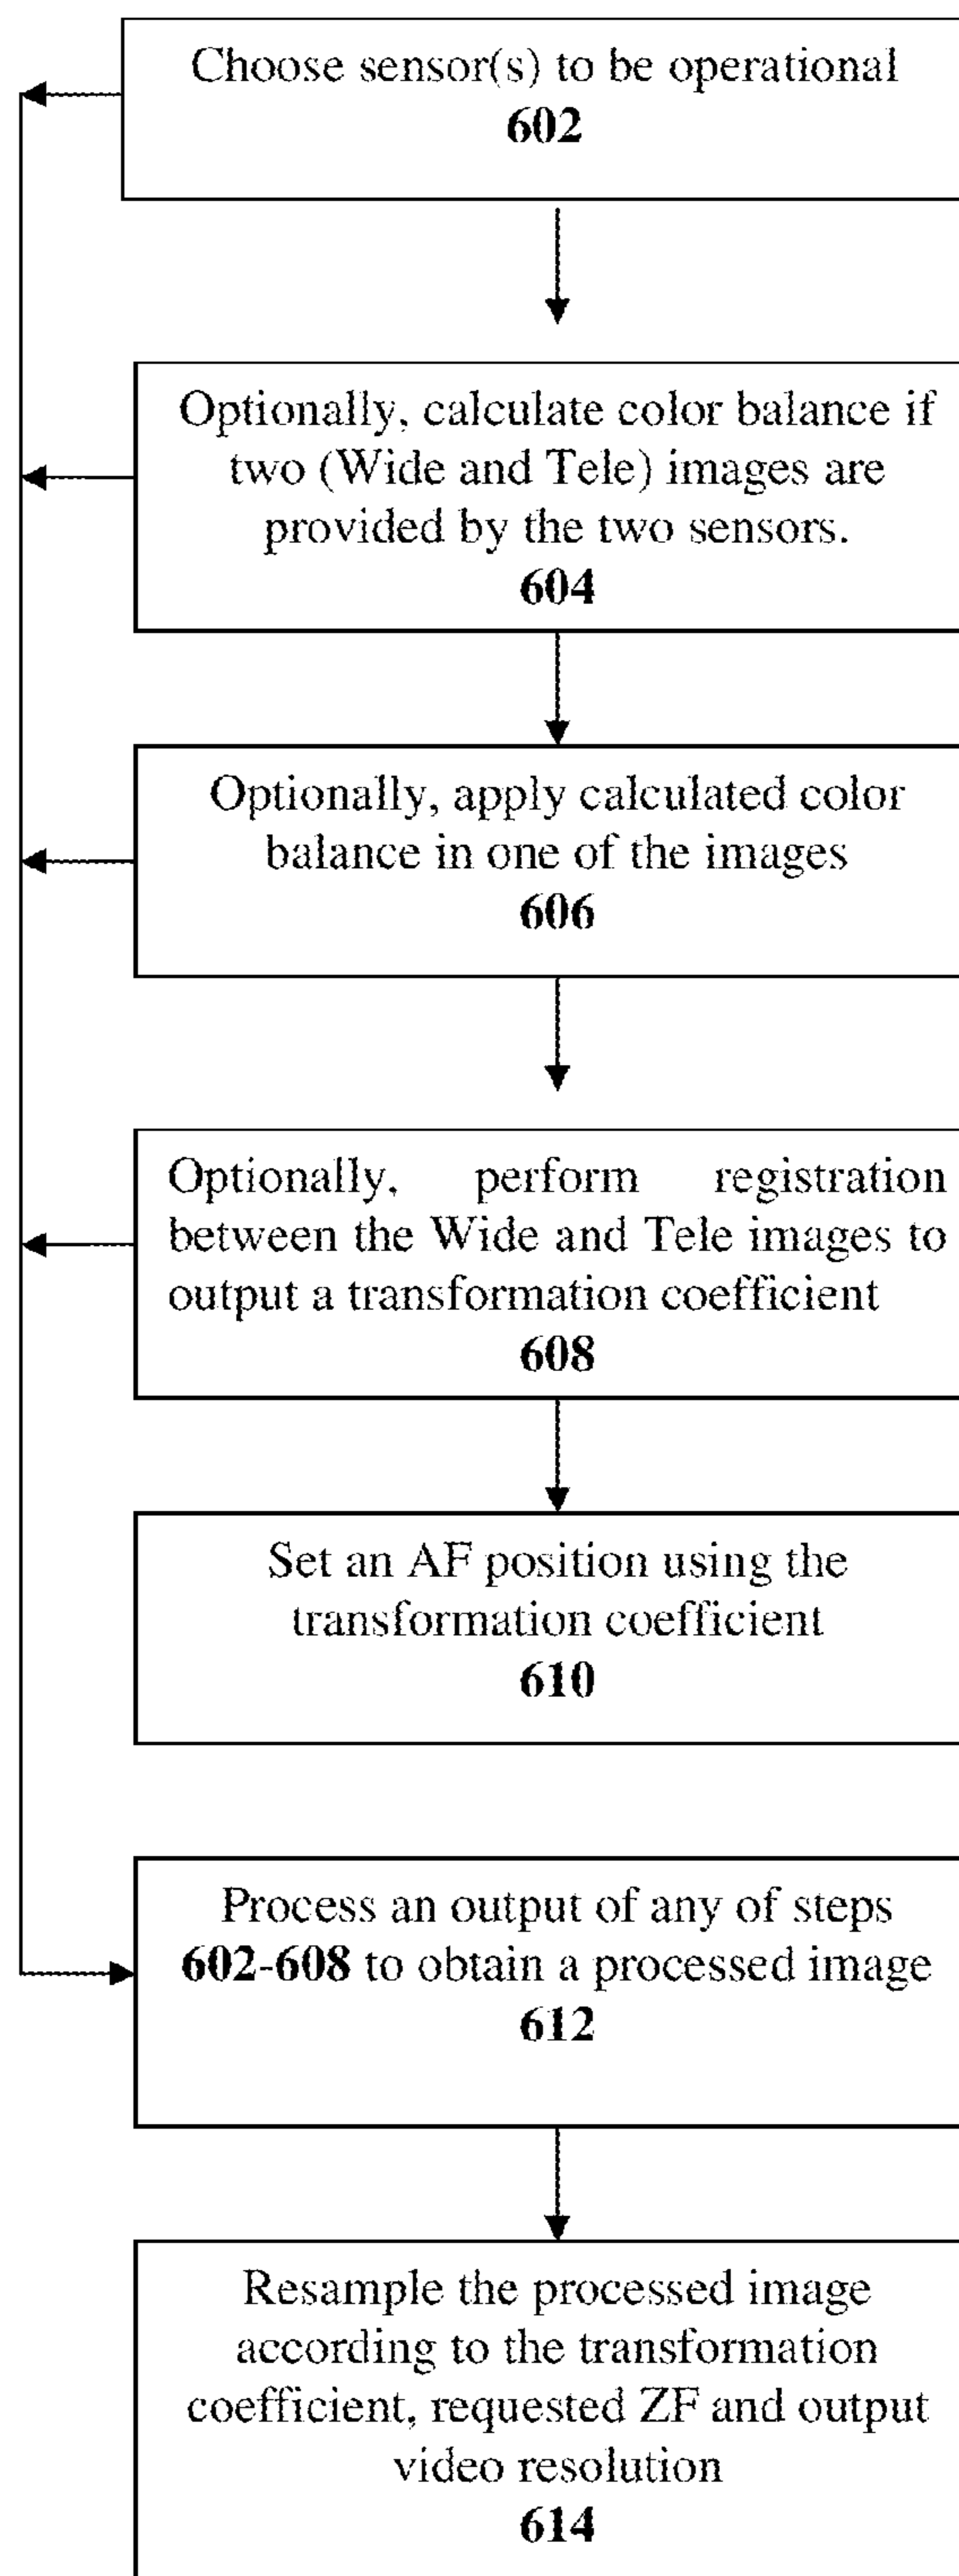 Choose sensor(s) to be operational
602
Optionally, calculate color balance if
two (Wide and Tele) images are
provided by the two sensors.
604
Optionally, apply calculated color
balance in one of the images
606
Optionally, perform registration
between the Wide and Tele images to
output a transformation coefficient
608
Set an AF position using the
transformation coefficient
610
Process an output of any of steps
602-608 to obtain a processed image
612
Resample the processed image
according to the transformation
coefficient, requested ZF and output
video resolution
614